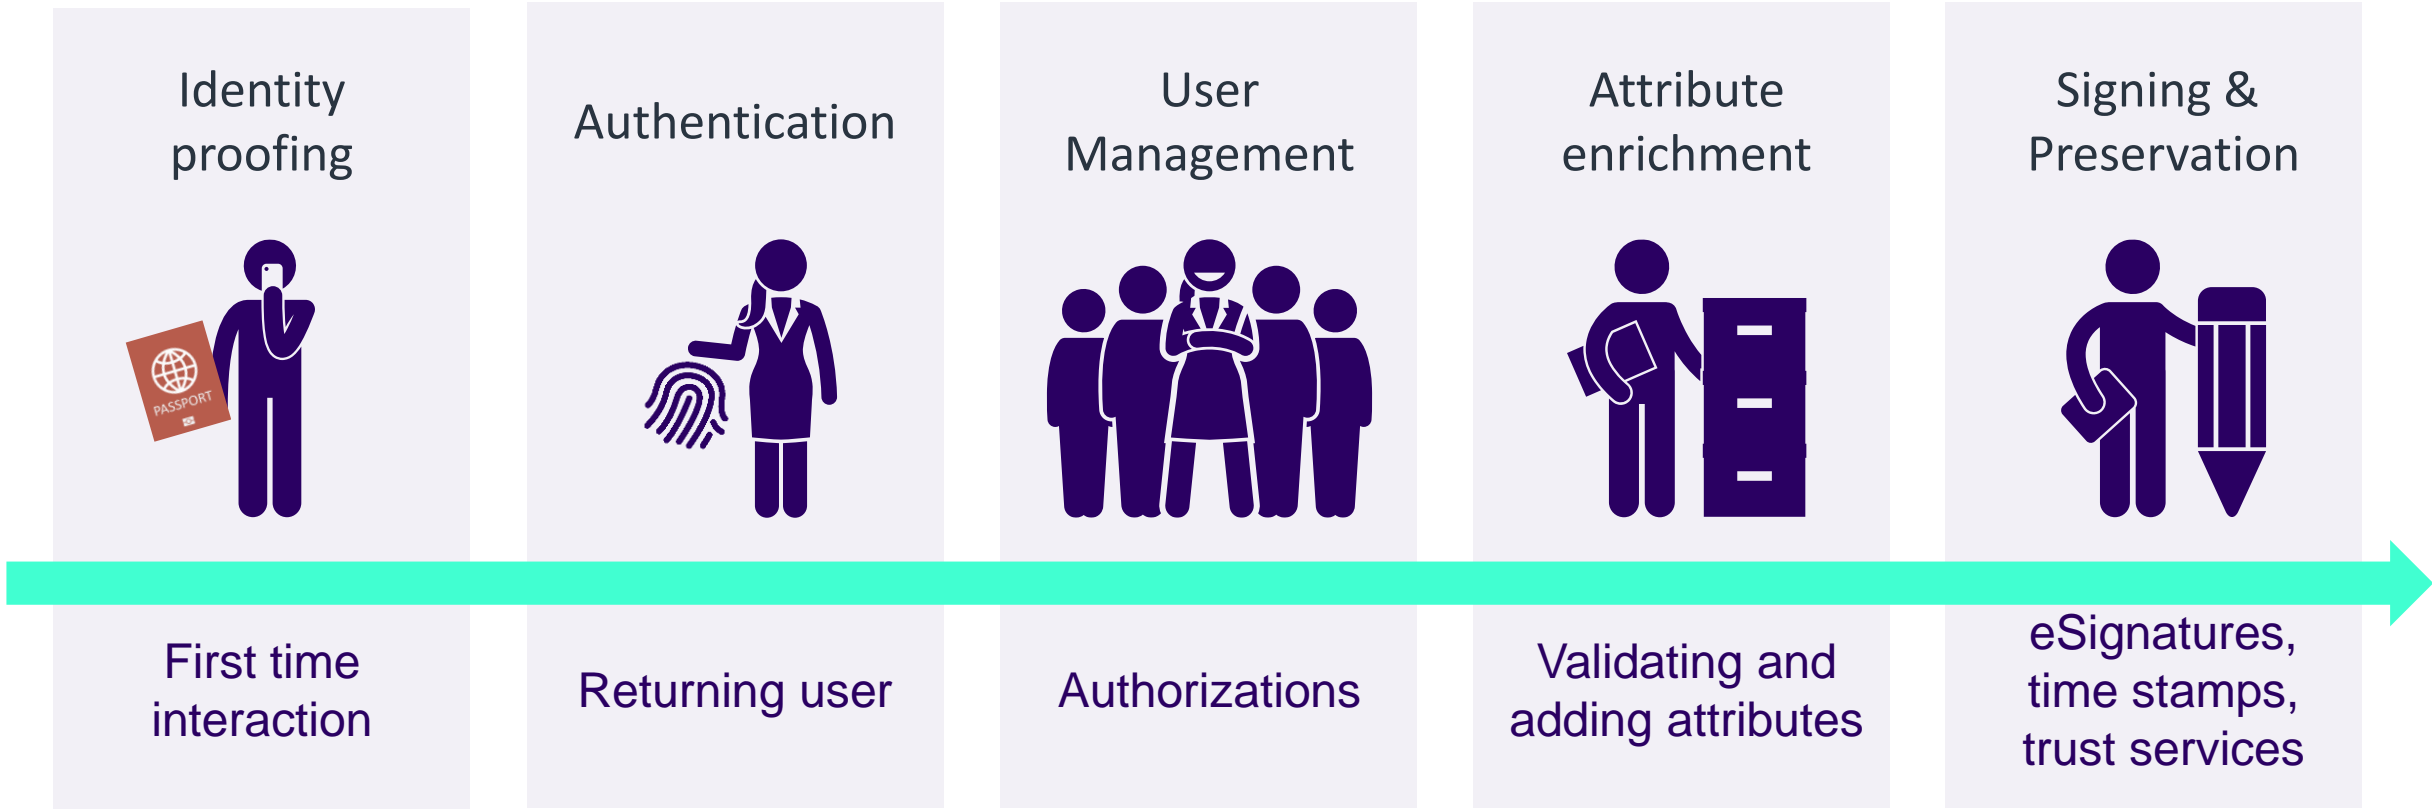 Identity
proofing
Authentication
User
Management
Attribute
enrichment
Signing &
Preservation
PASSPORT
First time
interaction
Returning user
Authorizations
Validating and
adding attributes
eSignatures,
time stamps,
trust services